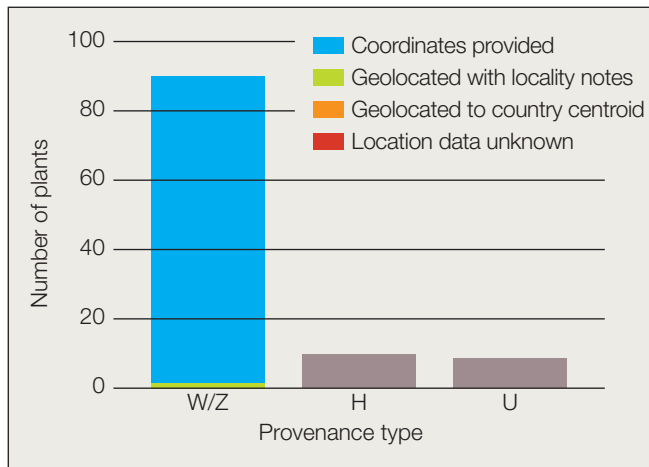 100
80
60
40
20
0
Number of plants
Coordinates provided
Geolocated with locality notes
Geolocated to country centroid
Location data unknown
W/Z H U
Provenance type